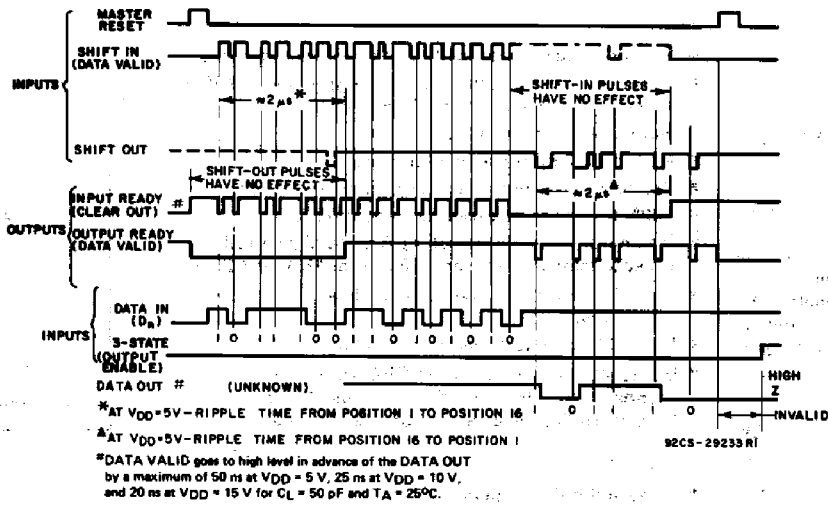 MASTER
RESET
SHIFT IN
(DATA VALID)
INPUTS
SHIFT-IN PULSES
HAVE NO EFFECT
≈2 μs*
SHIFT OUT
SHIFT-OUT PULSES
HAVE NO EFFECT
≈2 μs▲
INPUT READY #
(CLEAR OUT)
OUTPUTS
OUTPUT READY
(DATA VALID)
DATA IN
(Dn)
1 0 1 1 0 0 1 1 0 1 0 1 0 1 0
INPUTS
3-STATE
(OUTPUT
ENABLE)
HIGH
Z
DATA OUT # (UNKNOWN)
1 0 1 1 1 0
INVALID
*AT VDD=5V-RIPPLE TIME FROM POSITION 1 TO POSITION 16
92CS-29233RI
▲AT VDD=5V-RIPPLE TIME FROM POSITION 16 TO POSITION 1
#DATA VALID goes to high level in advance of the DATA OUT
by a maximum of 50 ns at VDD = 5 V, 25 ns at VDD = 10 V,
and 20 ns at VDD = 15 V for CL = 50 pF and TA = 25°C.